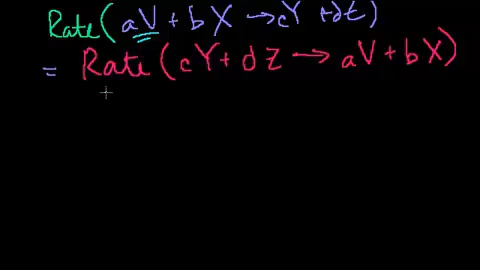 Rate(aV + bX → cY + dZ)
= Rate(cY + dZ → aV + bX)